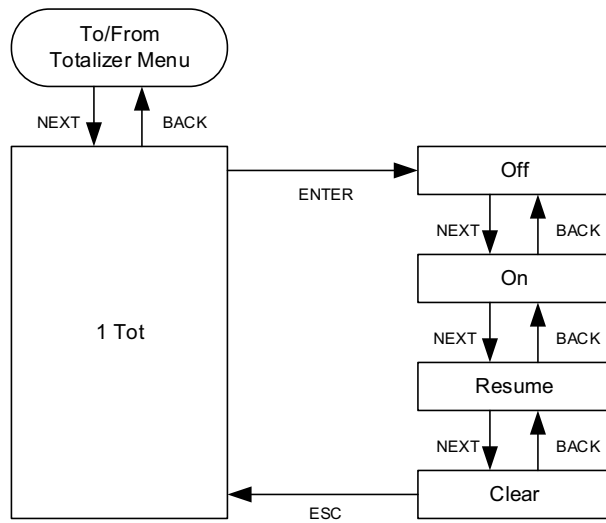 To/From
Totalizer Menu
NEXT
BACK
ENTER
Off
NEXT
BACK
On
1 Tot
NEXT
BACK
Resume
NEXT
BACK
Clear
ESC